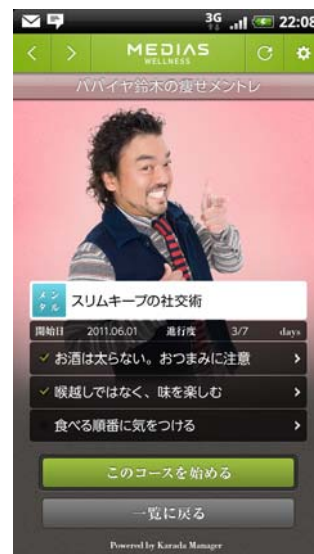 3G 22:08
MEDIAS
WELLNESS
パパイヤ鈴木の痩せメントレ
メンタル スリムキープの社交術
開始日 2011.06.01 進行度 3/7 days
お酒は太らない。おつまみに注意
喉越しではなく、味を楽しむ
食べる順番に気をつける
このコースを始める
一覧に戻る
Powered by Karada Manager